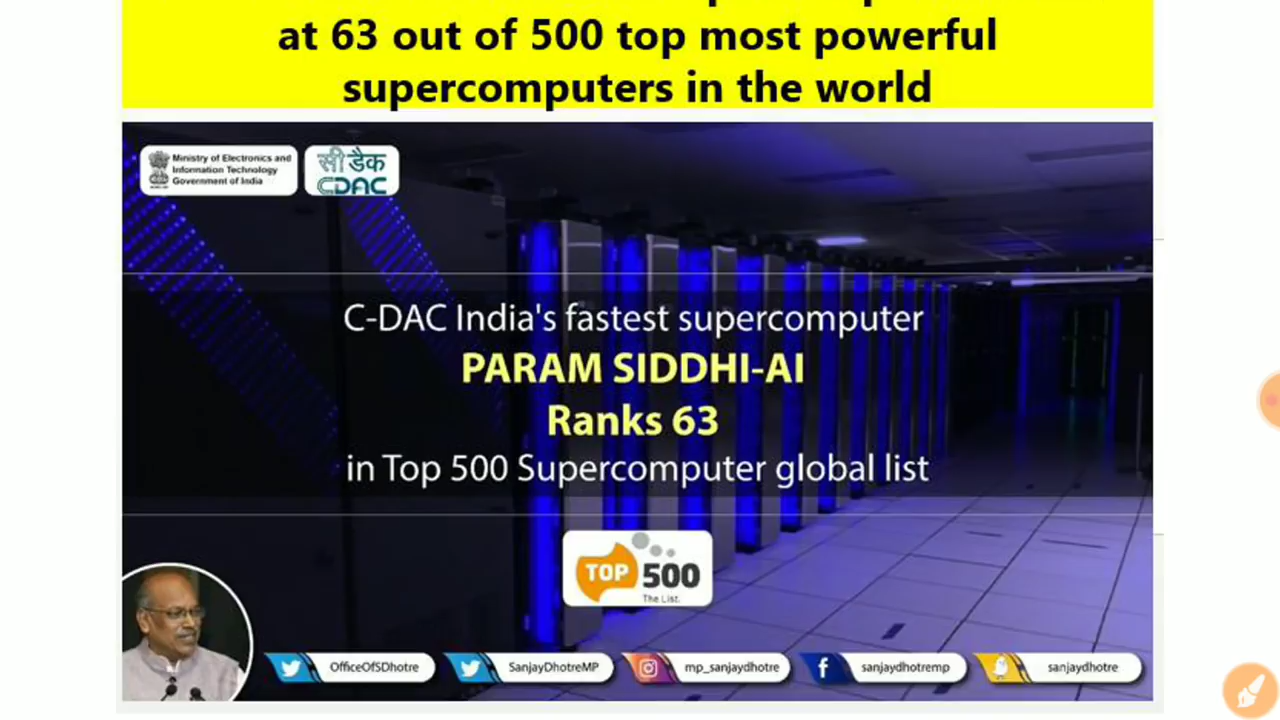 at 63 out of 500 top most powerful
supercomputers in the world
Ministry of Electronics and
Information Technology
Government of India
सी डैक
CDAC
C-DAC India's fastest supercomputer
PARAM SIDDHI-AI
Ranks 63
in Top 500 Supercomputer global list
TOP 500
The List.
OfficeOfSDhotre
SanjayDhotreMP
mp_sanjaydhotre
sanjaydhotremp
sanjaydhotre